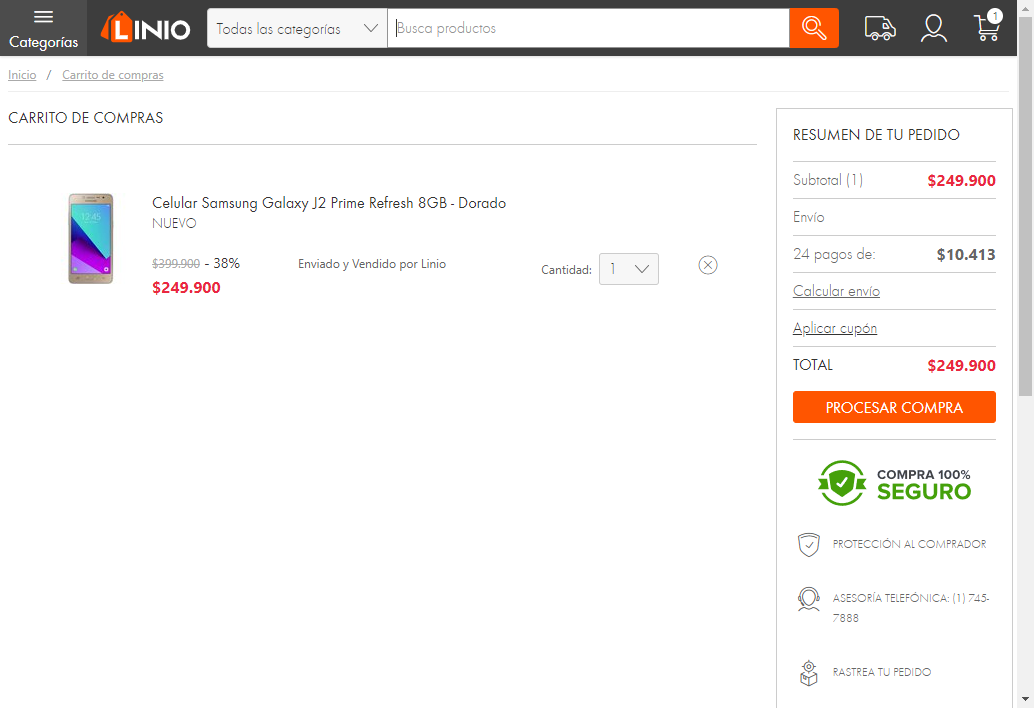 Categorías
LINIO
Todas las categorías
Busca productos
1
Inicio / Carrito de compras
CARRITO DE COMPRAS
Celular Samsung Galaxy J2 Prime Refresh 8GB - Dorado
NUEVO
$399.900 - 38%
$249.900
Enviado y Vendido por Linio
Cantidad: 1
12:45
RESUMEN DE TU PEDIDO
Subtotal (1) $249.900
Envío
24 pagos de: $10.413
Calcular envío
Aplicar cupón
TOTAL $249.900
PROCESAR COMPRA
COMPRA 100%
SEGURO
PROTECCIÓN AL COMPRADOR
ASESORÍA TELEFÓNICA: (1) 745-
7888
RASTREA TU PEDIDO